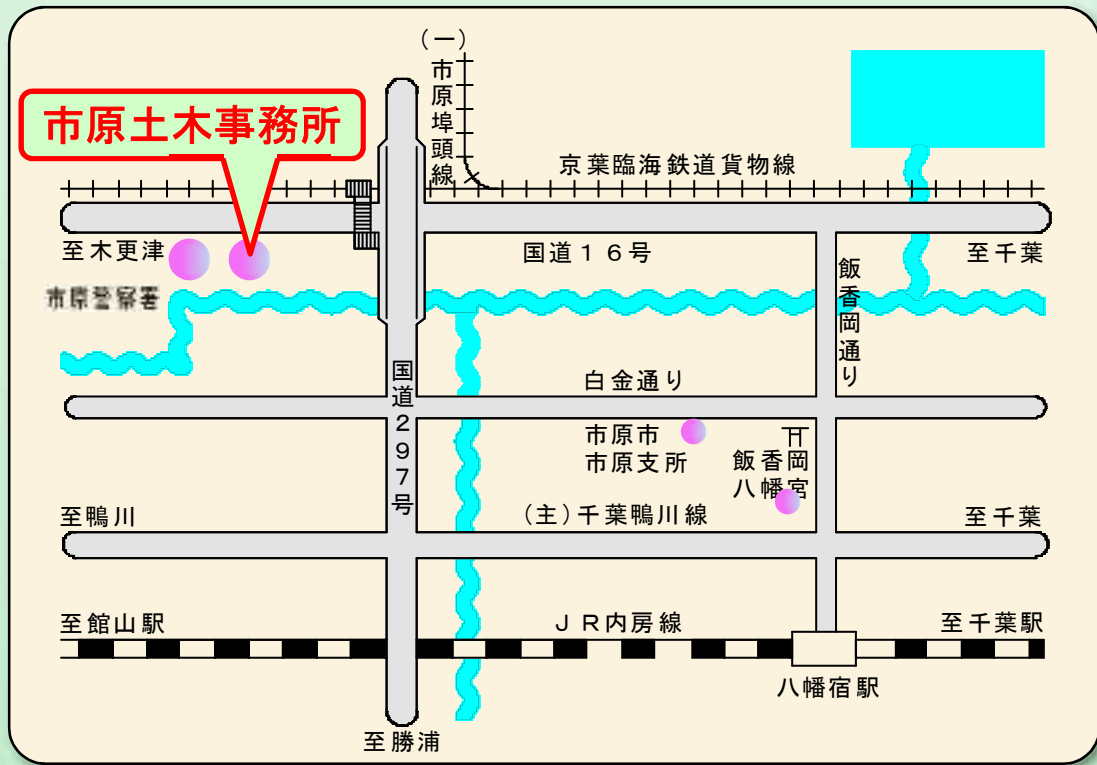 (一)市原埠頭線
市原土木事務所
京葉臨海鉄道貨物線
至木更津
国道16号
至千葉
市原警察署
飯香岡通り
国道297号
白金通り
市原市
市原支所
飯香岡
八幡宮
至鴨川
(主)千葉鴨川線
至千葉
至館山駅
JR内房線
至千葉駅
八幡宿駅
至勝浦